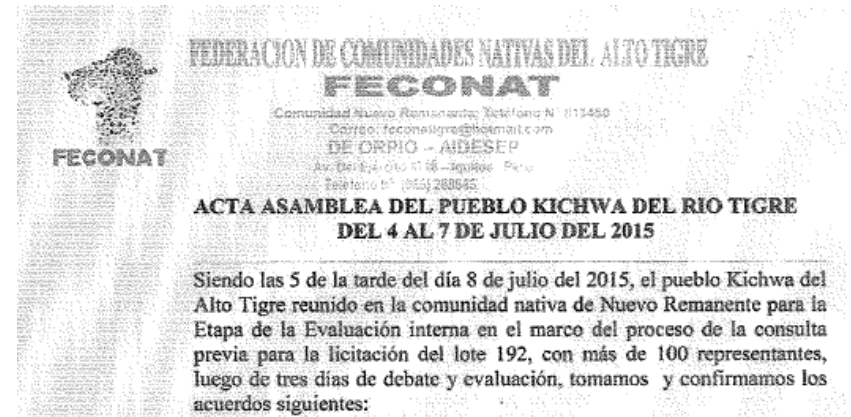 FEDERACION DE COMUNIDADES NATIVAS DEL ALTO TIGRE
FECONAT
Comunidad Nuevo Remanente; Teléfono N°
Correo: feconatigre@hotmail.com
DE ORPIO – AIDESEP
FECONAT
ACTA ASAMBLEA DEL PUEBLO KICHWA DEL RIO TIGRE
DEL 4 AL 7 DE JULIO DEL 2015
Siendo las 5 de la tarde del día 8 de julio del 2015, el pueblo Kichwa del
Alto Tigre reunido en la comunidad nativa de Nuevo Remanente para la
Etapa de la Evaluación interna en el marco del proceso de la consulta
previa para la licitación del lote 192, con más de 100 representantes,
luego de tres días de debate y evaluación, tomamos y confirmamos los
acuerdos siguientes: